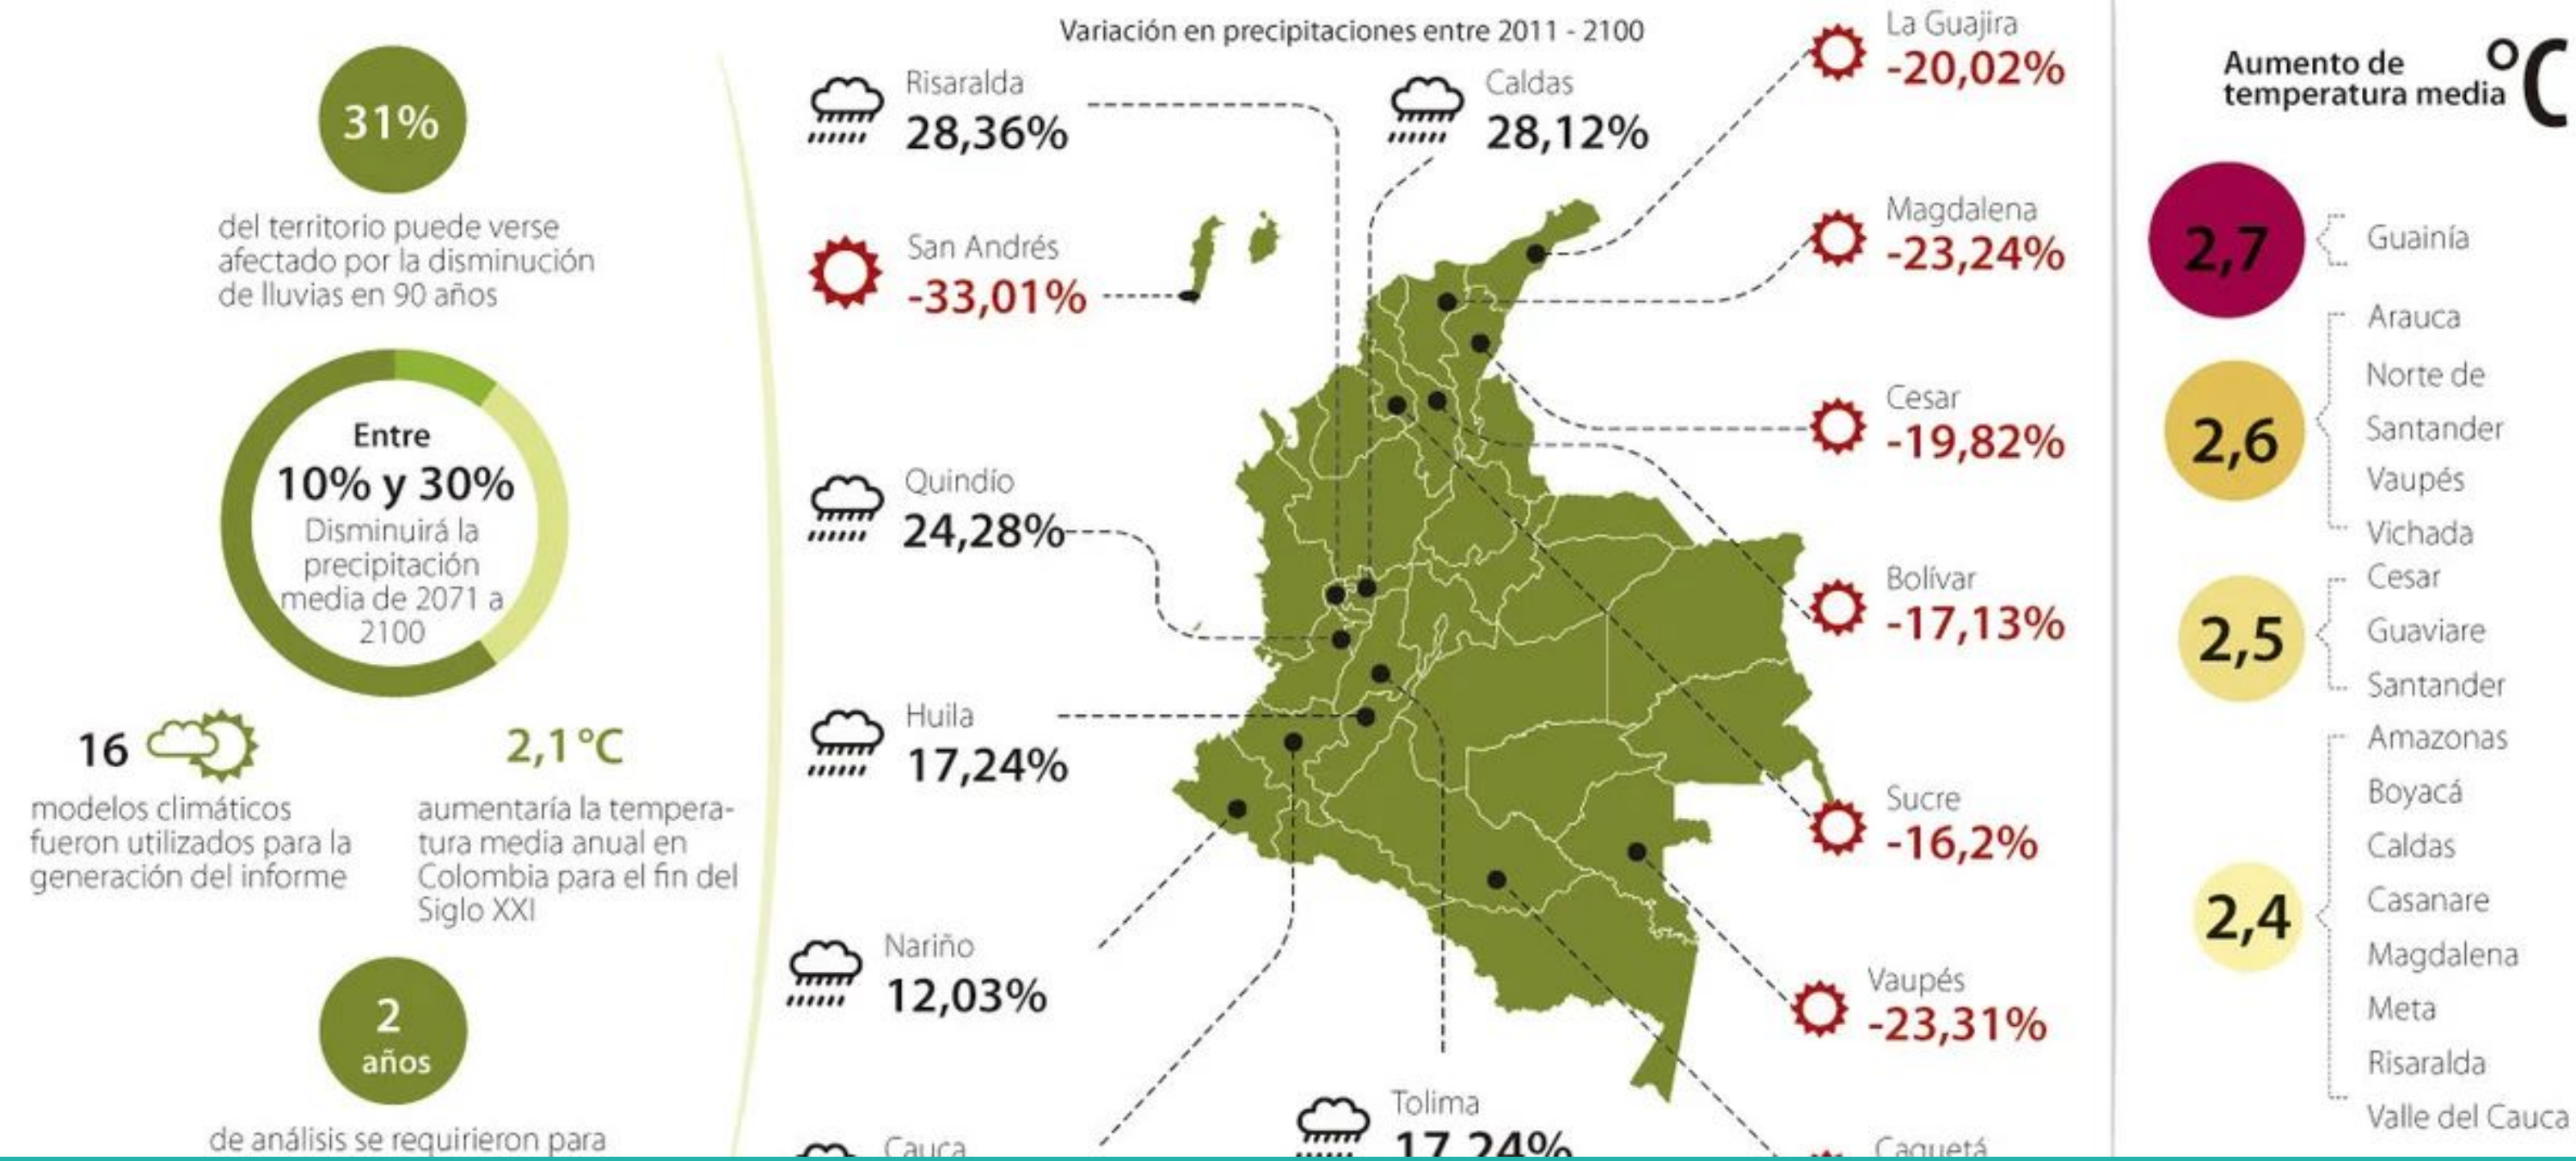 31%
del territorio puede verse
afectado por la disminución
de lluvias en 90 años
Entre
10% y 30%
Disminuirá la
precipitación
media de 2071 a
2100
16
modelos climáticos
fueron utilizados para la
generación del informe
2,1°C
aumentaría la tempera-
tura media anual en
Colombia para el fin del
Siglo XXI
2
años
de análisis se requirieron para
Variación en precipitaciones entre 2011 - 2100
Risaralda
28,36%
Caldas
28,12%
San Andrés
-33,01%
Quindío
24,28%
Huila
17,24%
Nariño
12,03%
Cauca
Tolima
17,24%
La Guajira
-20,02%
Magdalena
-23,24%
Cesar
-19,82%
Bolívar
-17,13%
Sucre
-16,2%
Vaupés
-23,31%
Caquetá
Aumento de
temperatura media
°C
2,7
Guainía
2,6
Arauca
Norte de
Santander
Vaupés
Vichada
2,5
Cesar
Guaviare
Santander
2,4
Amazonas
Boyacá
Caldas
Casanare
Magdalena
Meta
Risaralda
Valle del Cauca